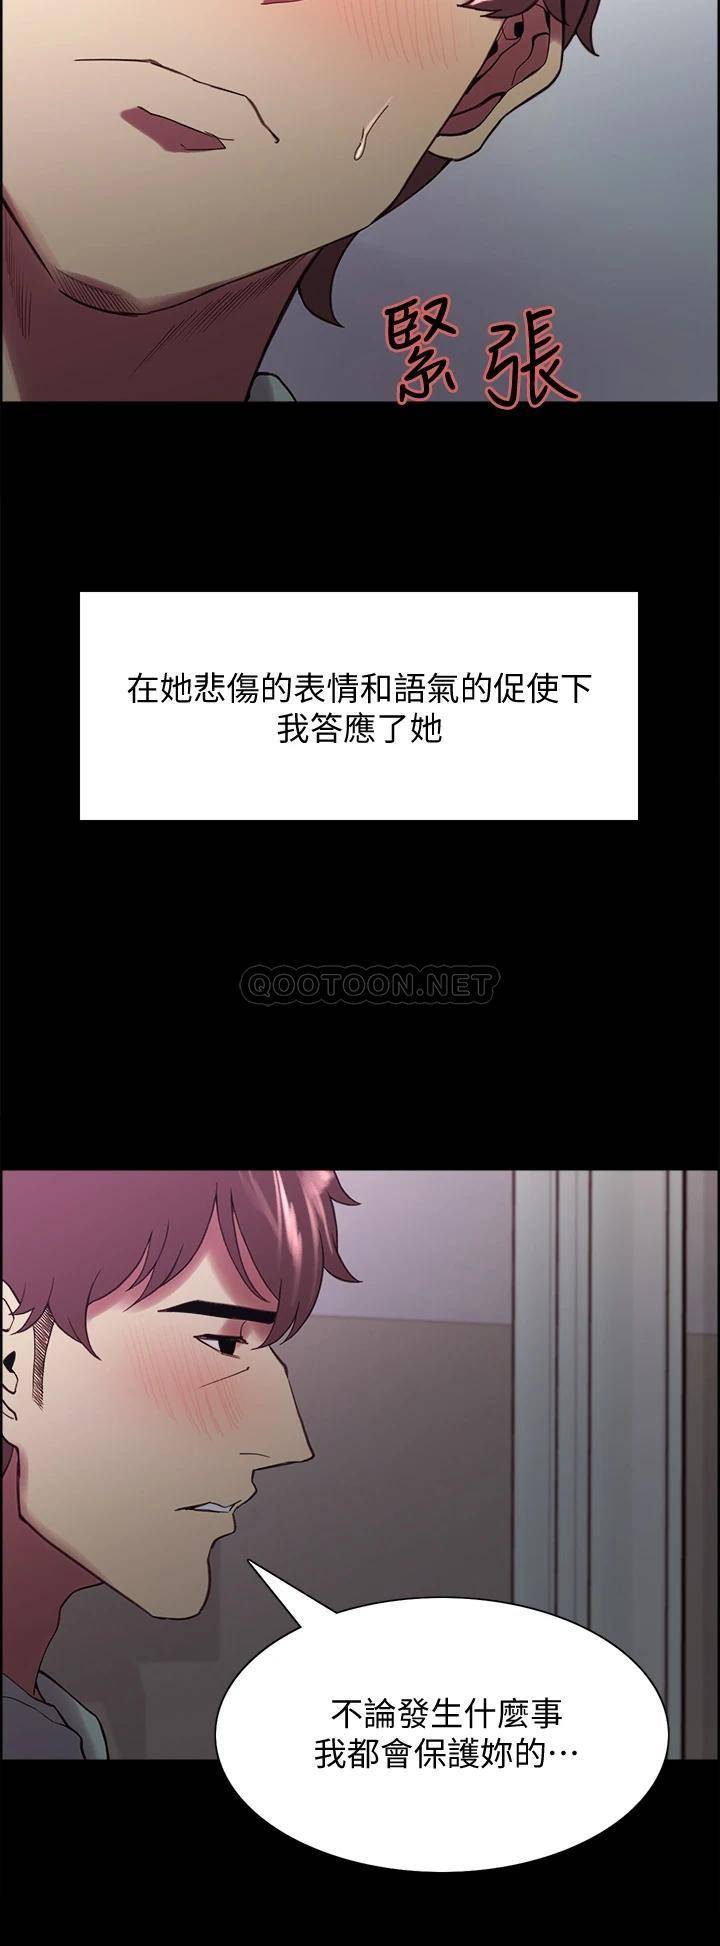 緊張
在她悲傷的表情和語氣的促使下
我答應了她
QOOTOON.NET
不論發生什麼事
我都會保護妳的…